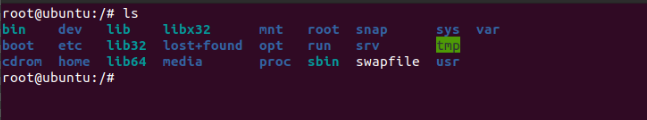 root@ubuntu:/# ls
bin    dev   lib    libx32      mnt   root  snap      sys  var
boot   etc   lib32  lost+found  opt   run   srv       tmp
cdrom  home  lib64  media       proc  sbin  swapfile  usr
root@ubuntu:/#